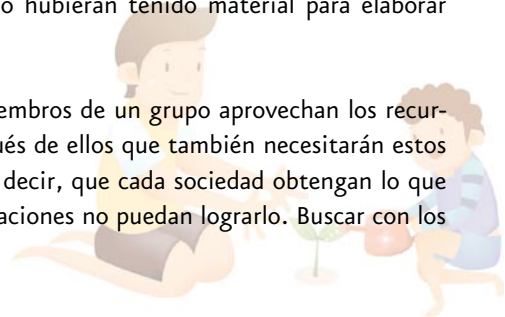 o hubieran tenido material para elaborar
embros de un grupo aprovechan los recur-
ués de ellos que también necesitarán estos
decir, que cada sociedad obtengan lo que
aciones no puedan lograrlo. Buscar con los